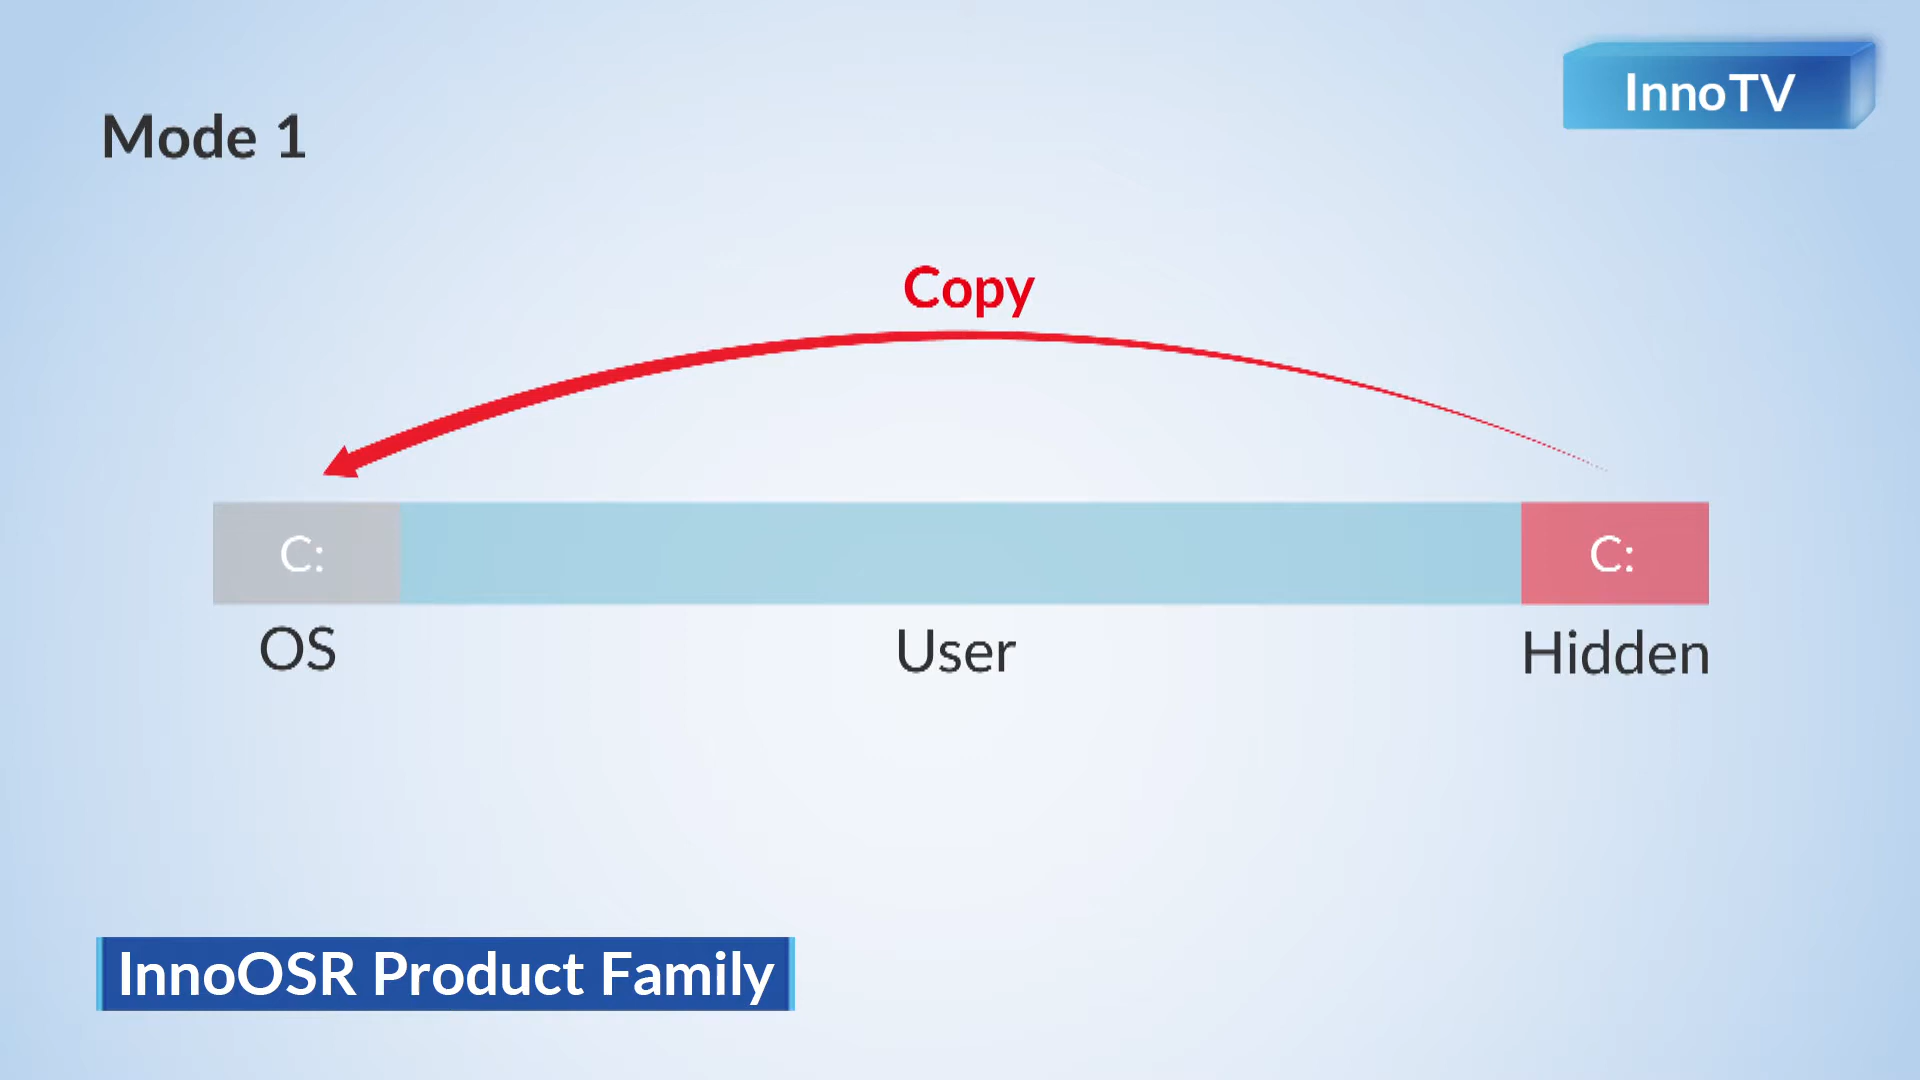 InnoTV
Mode 1
Copy
C:
C:
OS
User
Hidden
InnoOSR Product Family